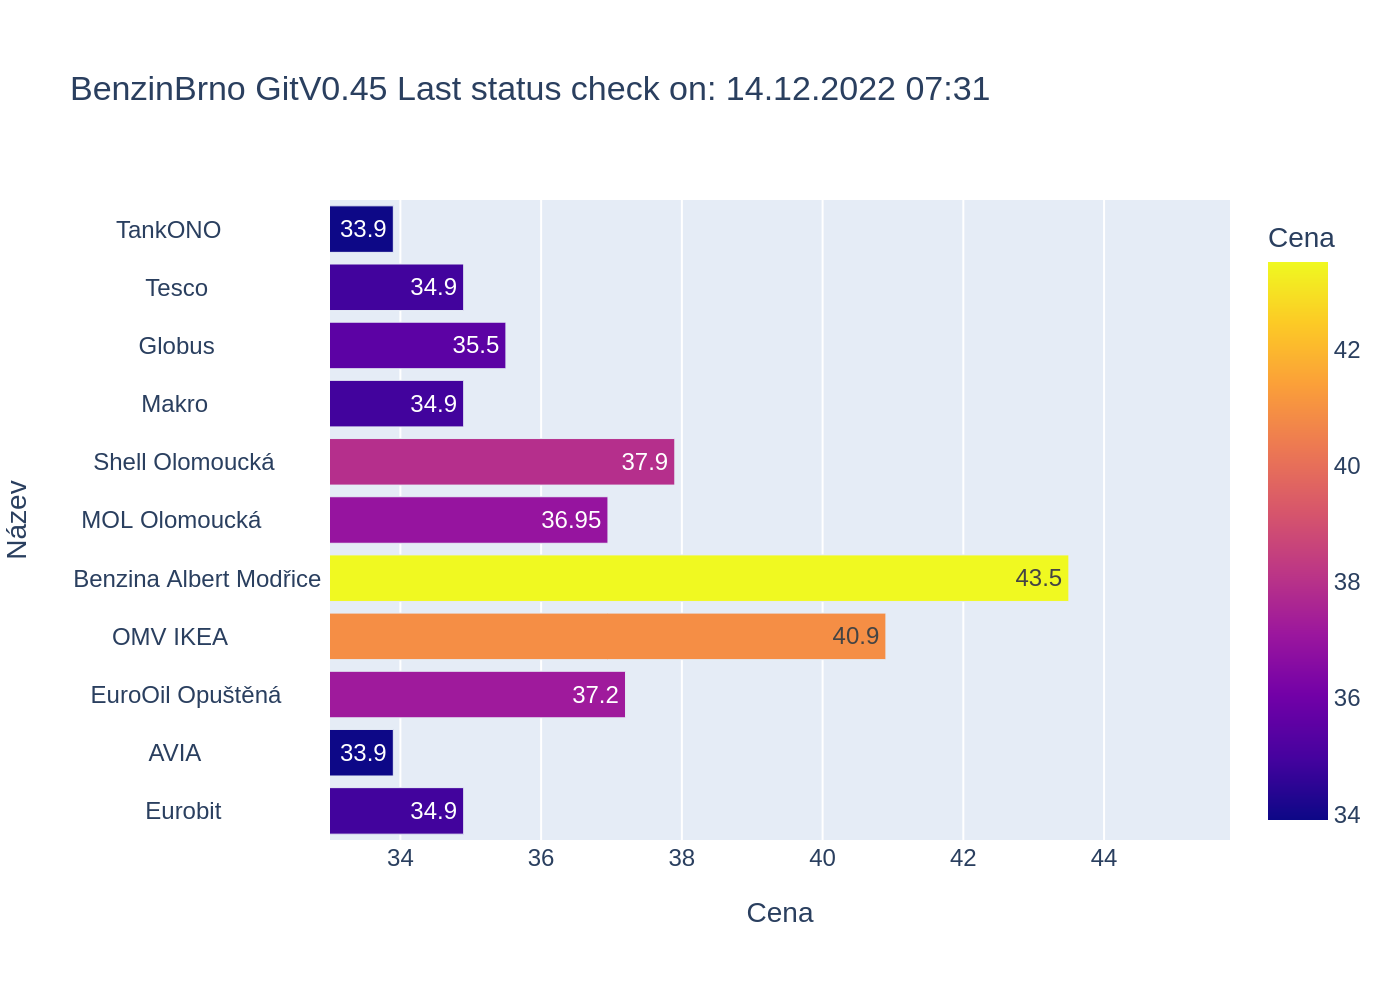 BenzinBrno GitV0.45 Last status check on: 14.12.2022 07:31
Název
TankONO 33.9
Tesco 34.9
Globus 35.5
Makro 34.9
Shell Olomoucká 37.9
MOL Olomoucká 36.95
Benzina Albert Modřice 43.5
OMV IKEA 40.9
EuroOil Opuštěná 37.2
AVIA 33.9
Eurobit 34.9
34 36 38 40 42 44
Cena
Cena
42
40
38
36
34